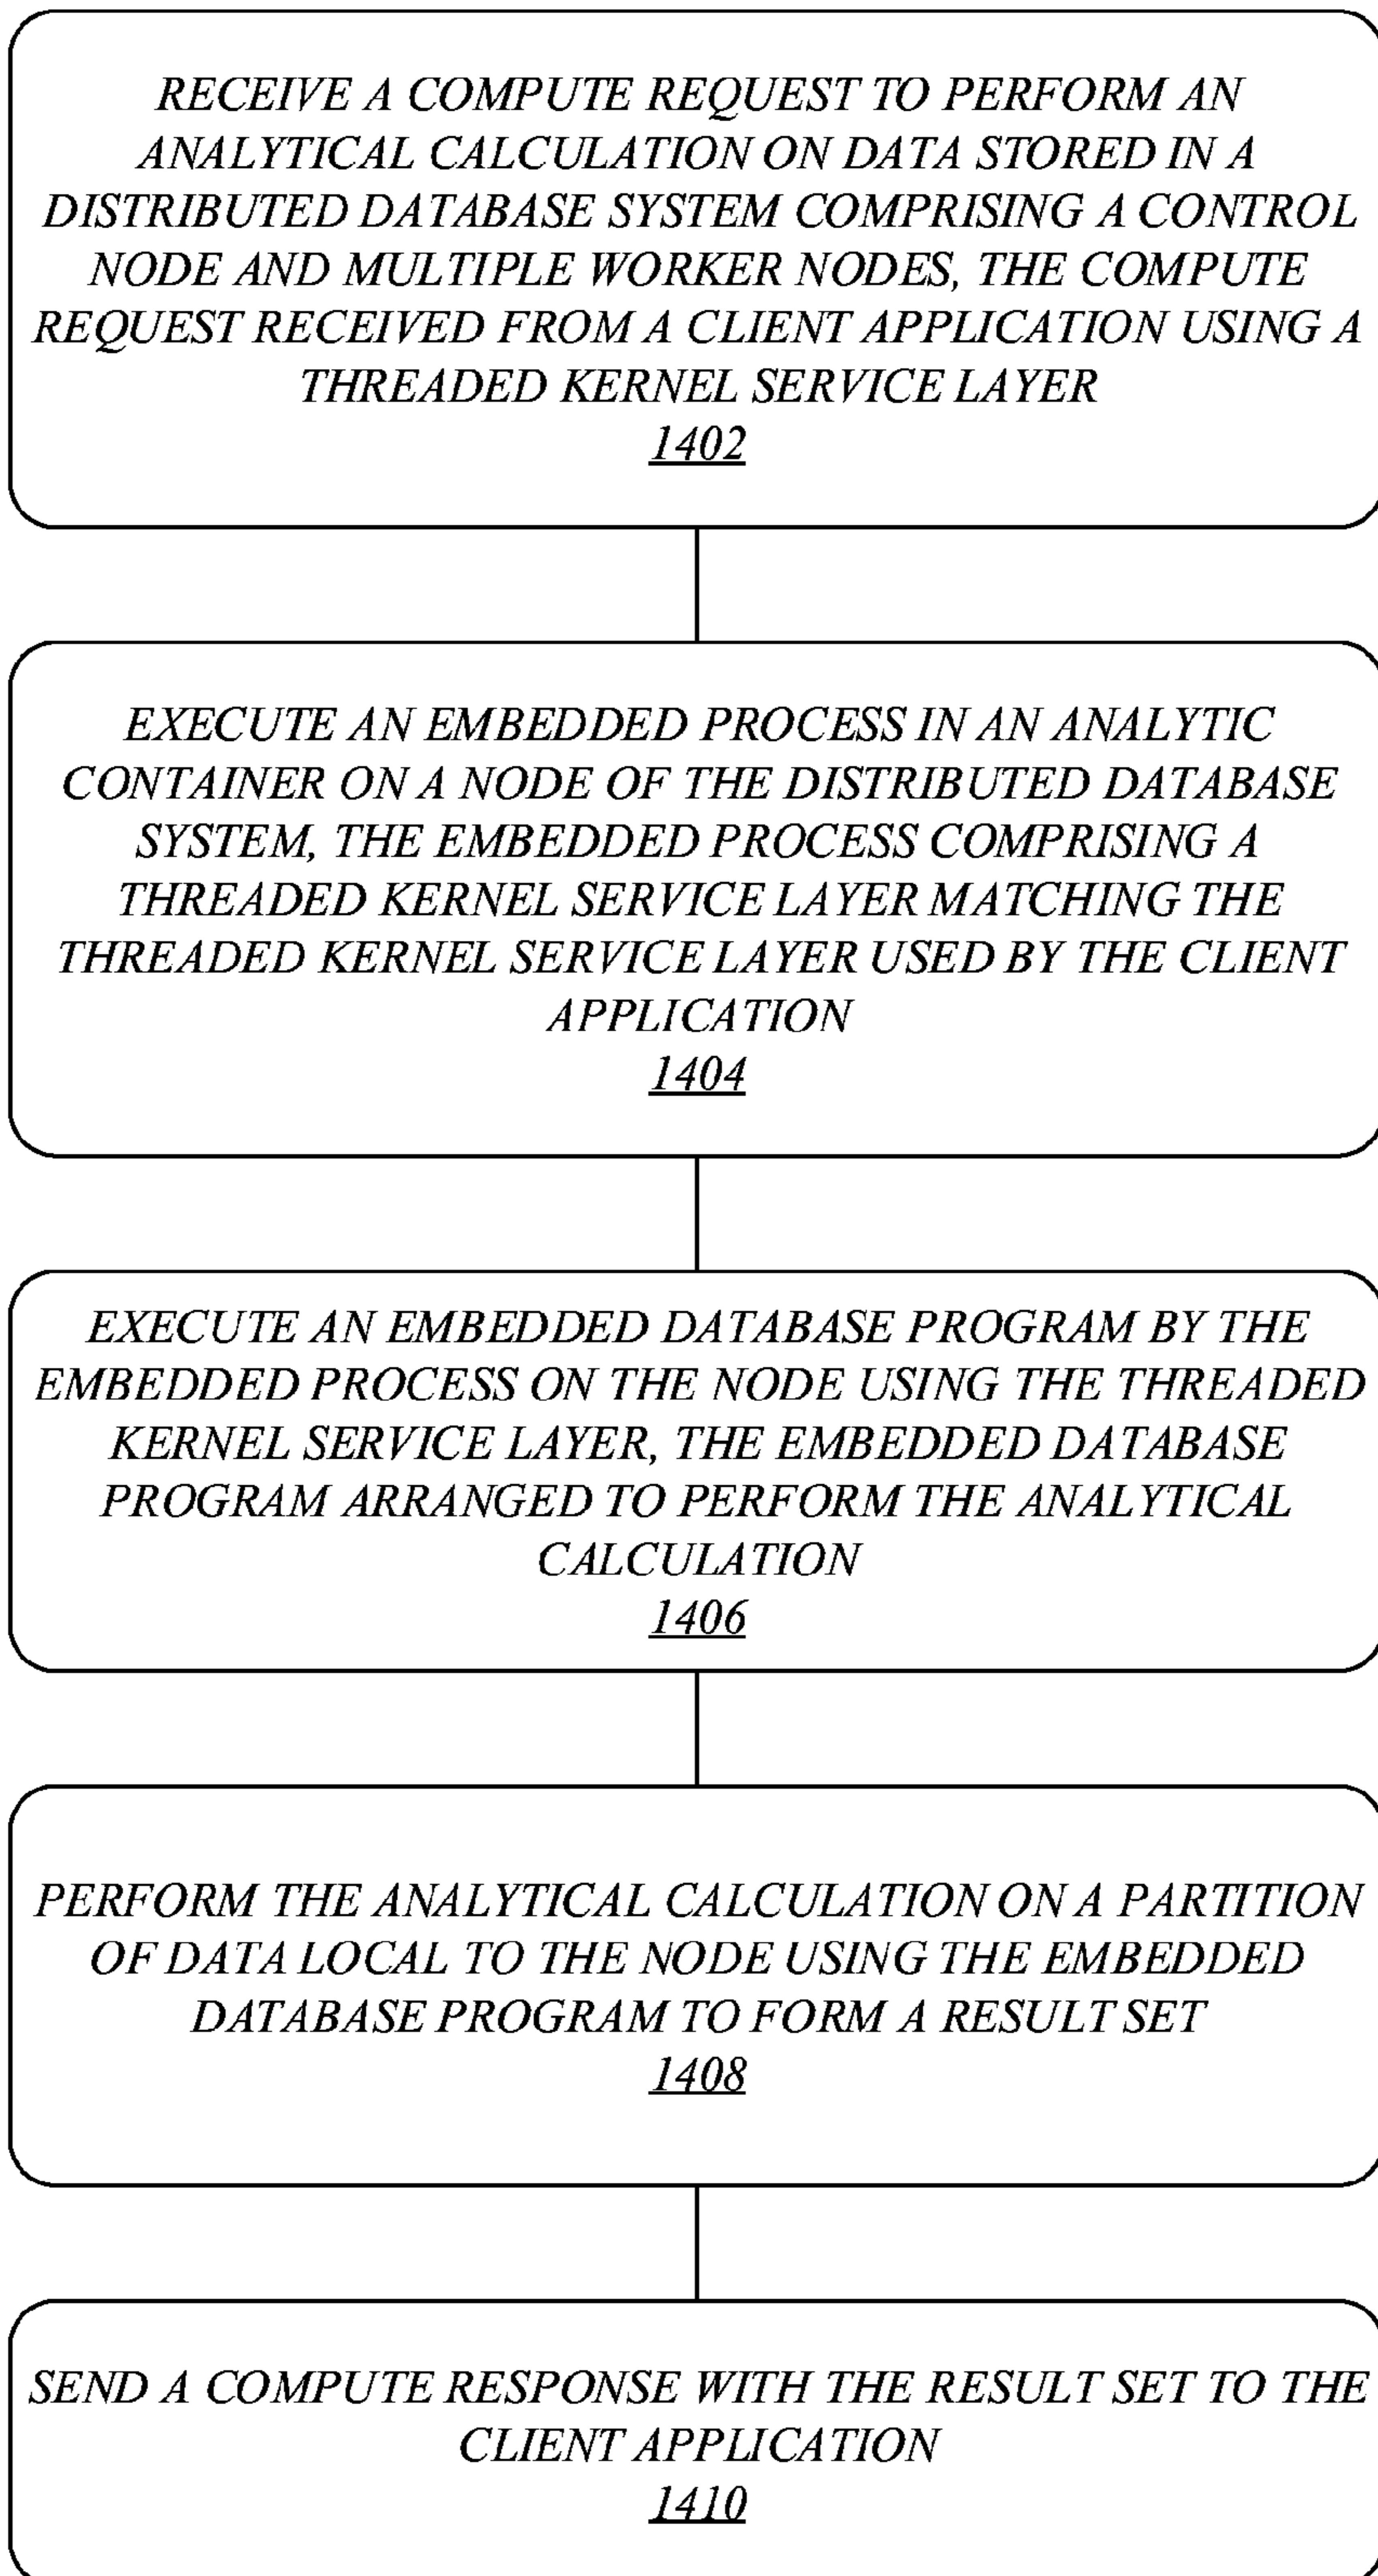 RECEIVE A COMPUTE REQUEST TO PERFORM AN
ANALYTICAL CALCULATION ON DATA STORED IN A
DISTRIBUTED DATABASE SYSTEM COMPRISING A CONTROL
NODE AND MULTIPLE WORKER NODES, THE COMPUTE
REQUEST RECEIVED FROM A CLIENT APPLICATION USING A
THREADED KERNEL SERVICE LAYER
1402
EXECUTE AN EMBEDDED PROCESS IN AN ANALYTIC
CONTAINER ON A NODE OF THE DISTRIBUTED DATABASE
SYSTEM, THE EMBEDDED PROCESS COMPRISING A
THREADED KERNEL SERVICE LAYER MATCHING THE
THREADED KERNEL SERVICE LAYER USED BY THE CLIENT
APPLICATION
1404
EXECUTE AN EMBEDDED DATABASE PROGRAM BY THE
EMBEDDED PROCESS ON THE NODE USING THE THREADED
KERNEL SERVICE LAYER, THE EMBEDDED DATABASE
PROGRAM ARRANGED TO PERFORM THE ANALYTICAL
CALCULATION
1406
PERFORM THE ANALYTICAL CALCULATION ON A PARTITION
OF DATA LOCAL TO THE NODE USING THE EMBEDDED
DATABASE PROGRAM TO FORM A RESULT SET
1408
SEND A COMPUTE RESPONSE WITH THE RESULT SET TO THE
CLIENT APPLICATION
1410